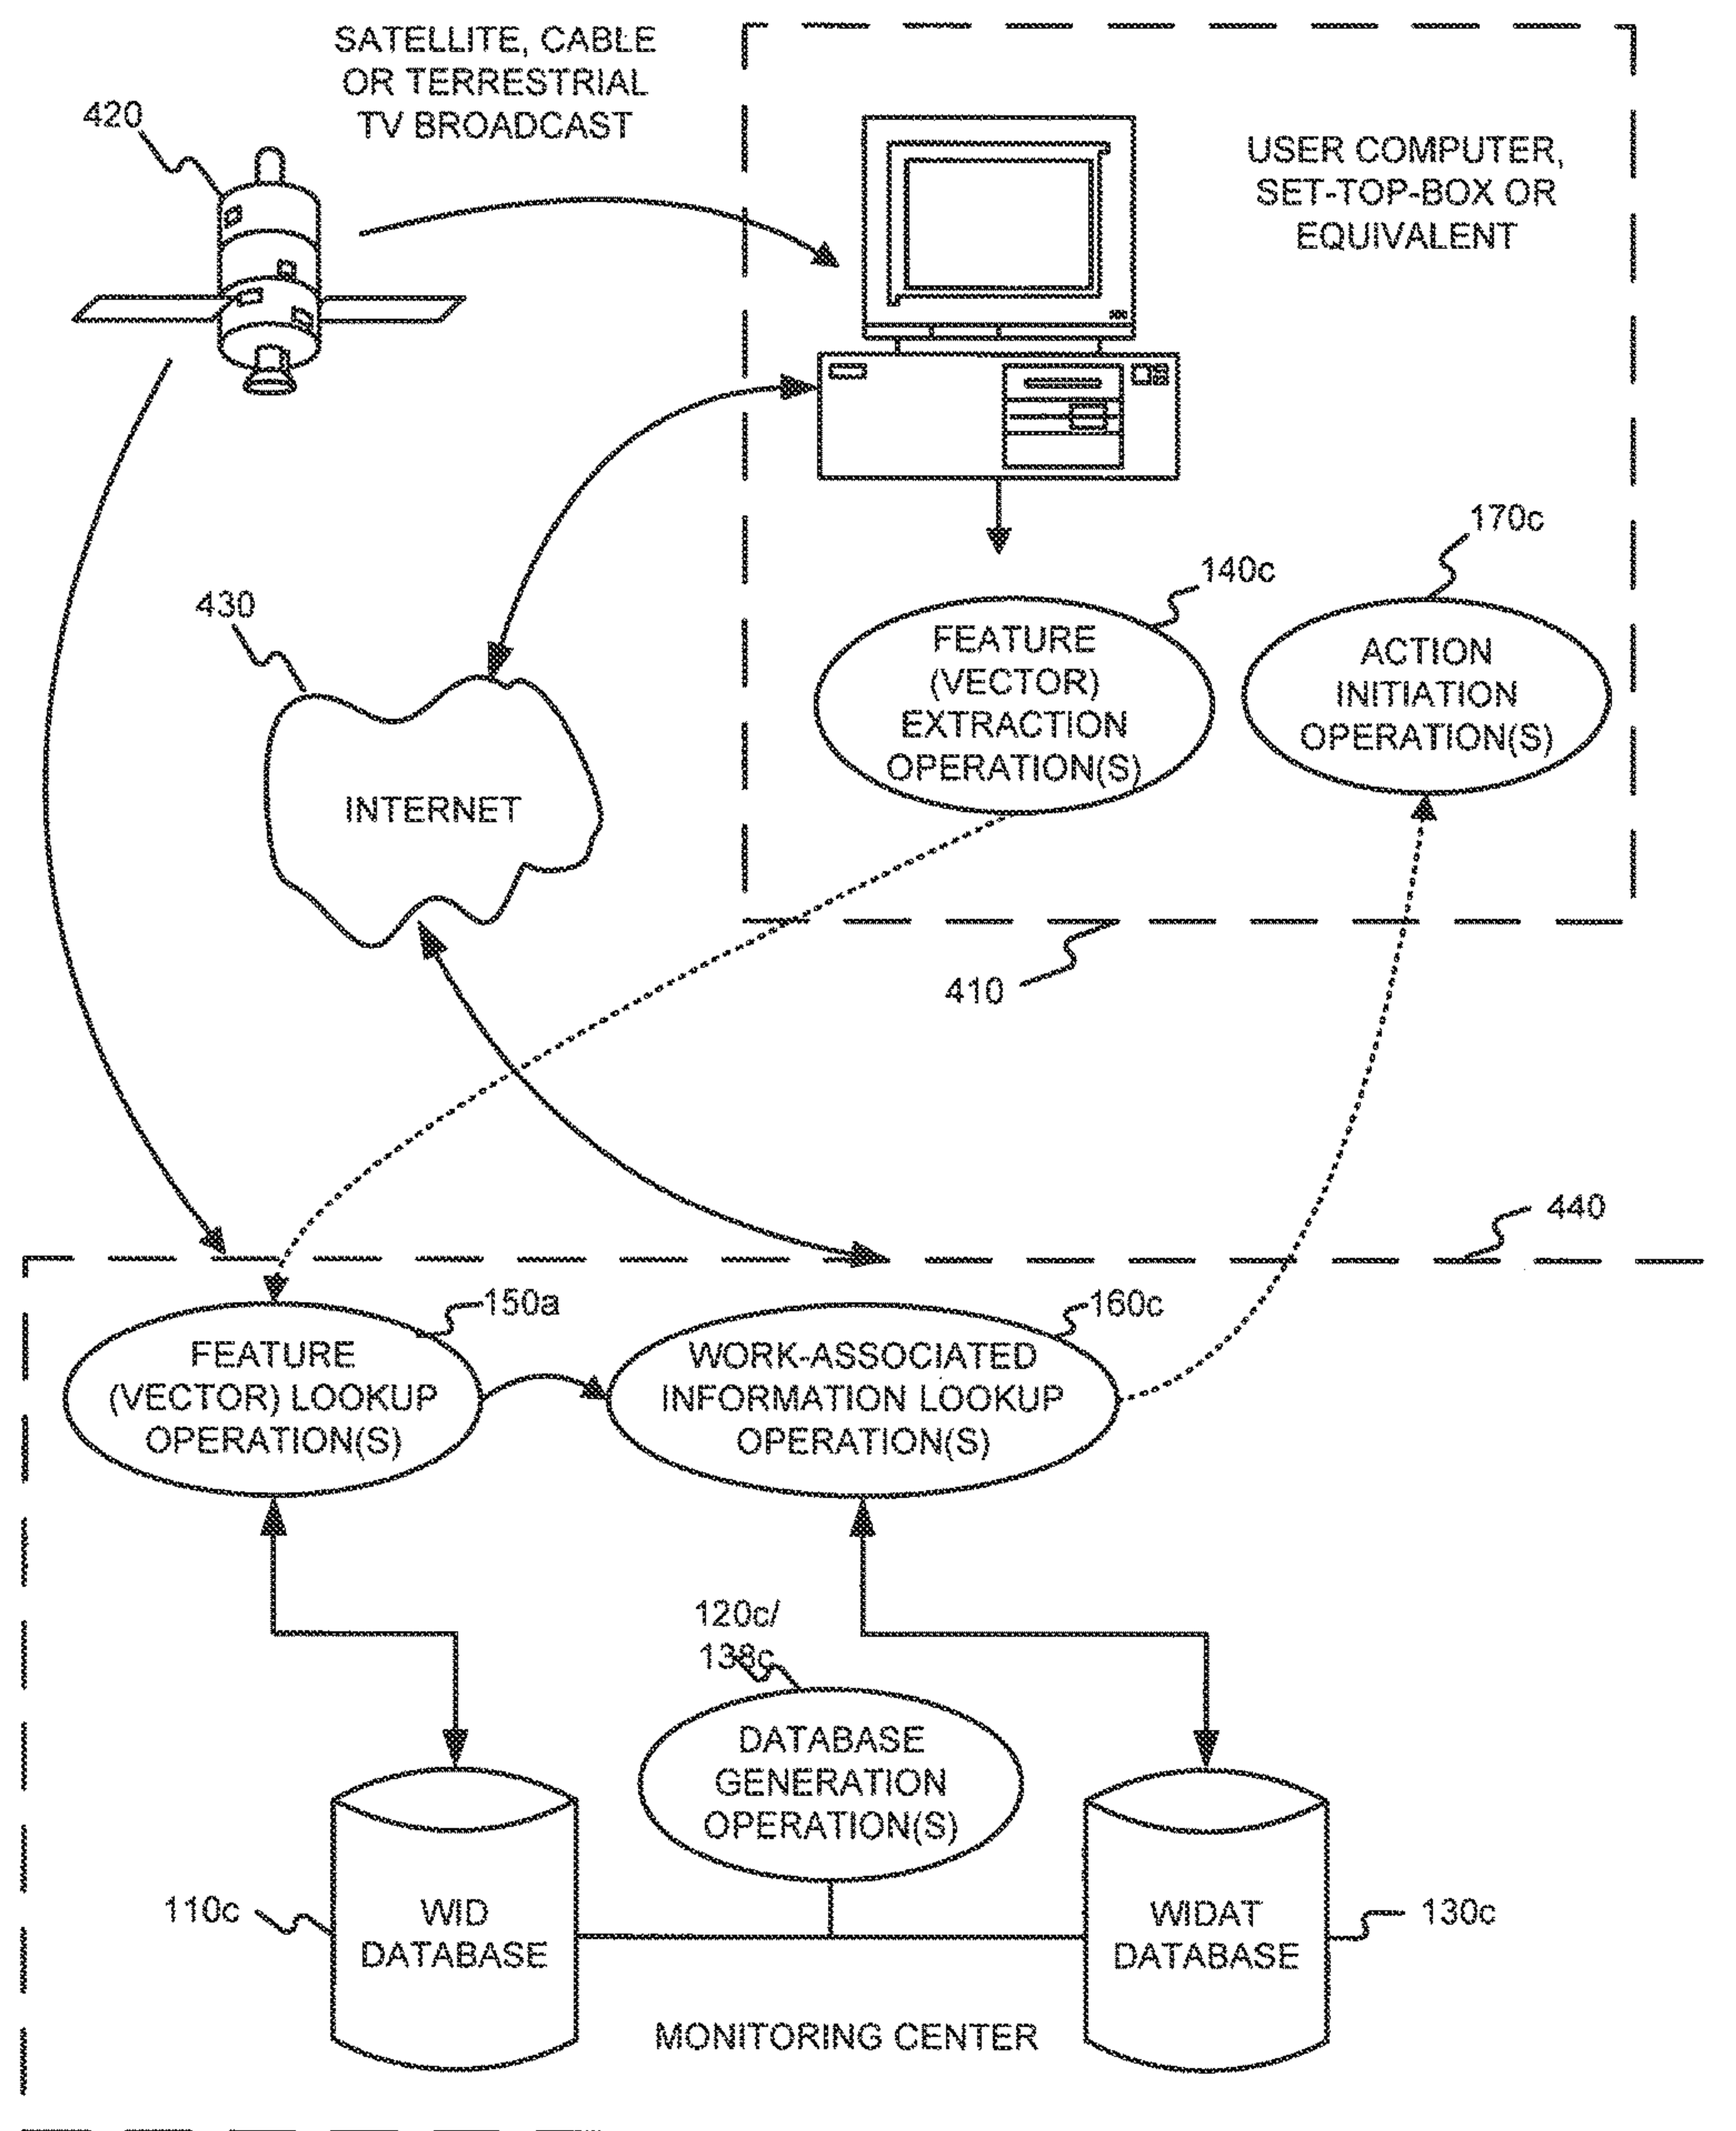 SATELLITE, CABLE
OR TERRESTRIAL
TV BROADCAST
420
USER COMPUTER,
SET-TOP-BOX OR
EQUIVALENT
170c
140c
430
FEATURE
(VECTOR)
EXTRACTION
OPERATION(S)
ACTION
INITIATION
OPERATION(S)
INTERNET
410
440
150a
160c
FEATURE
(VECTOR) LOOKUP
OPERATION(S)
WORK-ASSOCIATED
INFORMATION LOOKUP
OPERATION(S)
120c/
138c
DATABASE
GENERATION
OPERATION(S)
110c
WID
DATABASE
WIDAT
DATABASE
130c
MONITORING CENTER